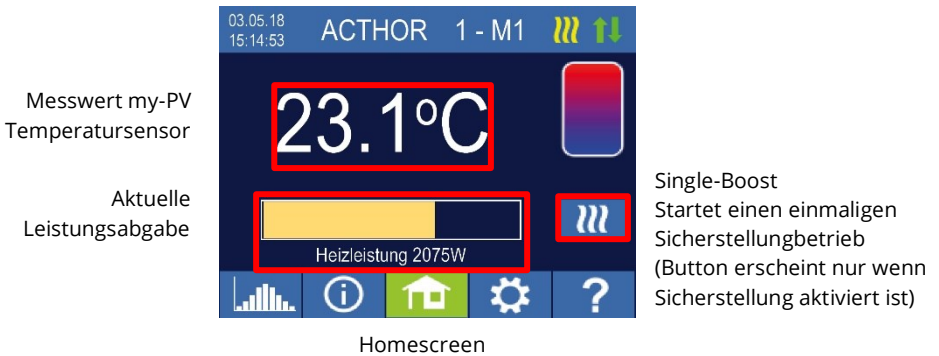 03.05.18
15:14:53
ACTHOR 1 - M1
Messwert my-PV
Temperatursensor
23.1°C
Aktuelle
Leistungsabgabe
Heizleistung 2075W
Single-Boost
Startet einen einmaligen
Sicherstellungbetrieb
(Button erscheint nur wenn
Sicherstellung aktiviert ist)
?
Homescreen